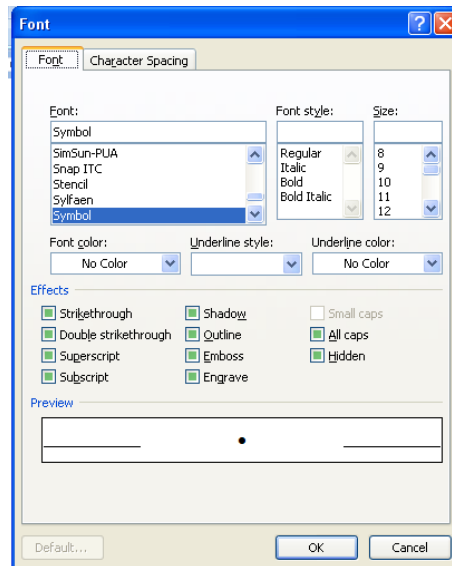 Font
Font Character Spacing
Font: Font style: Size:
Symbol
SimSun-PUA Regular 8
Snap ITC Italic 9
Stencil Bold 10
Sylfaen Bold Italic 11
Symbol 12
Font color: Underline style: Underline color:
No Color No Color
Effects
Strikethrough Shadow Small caps
Double strikethrough Outline All caps
Superscript Emboss Hidden
Subscript Engrave
Preview
Default... OK Cancel